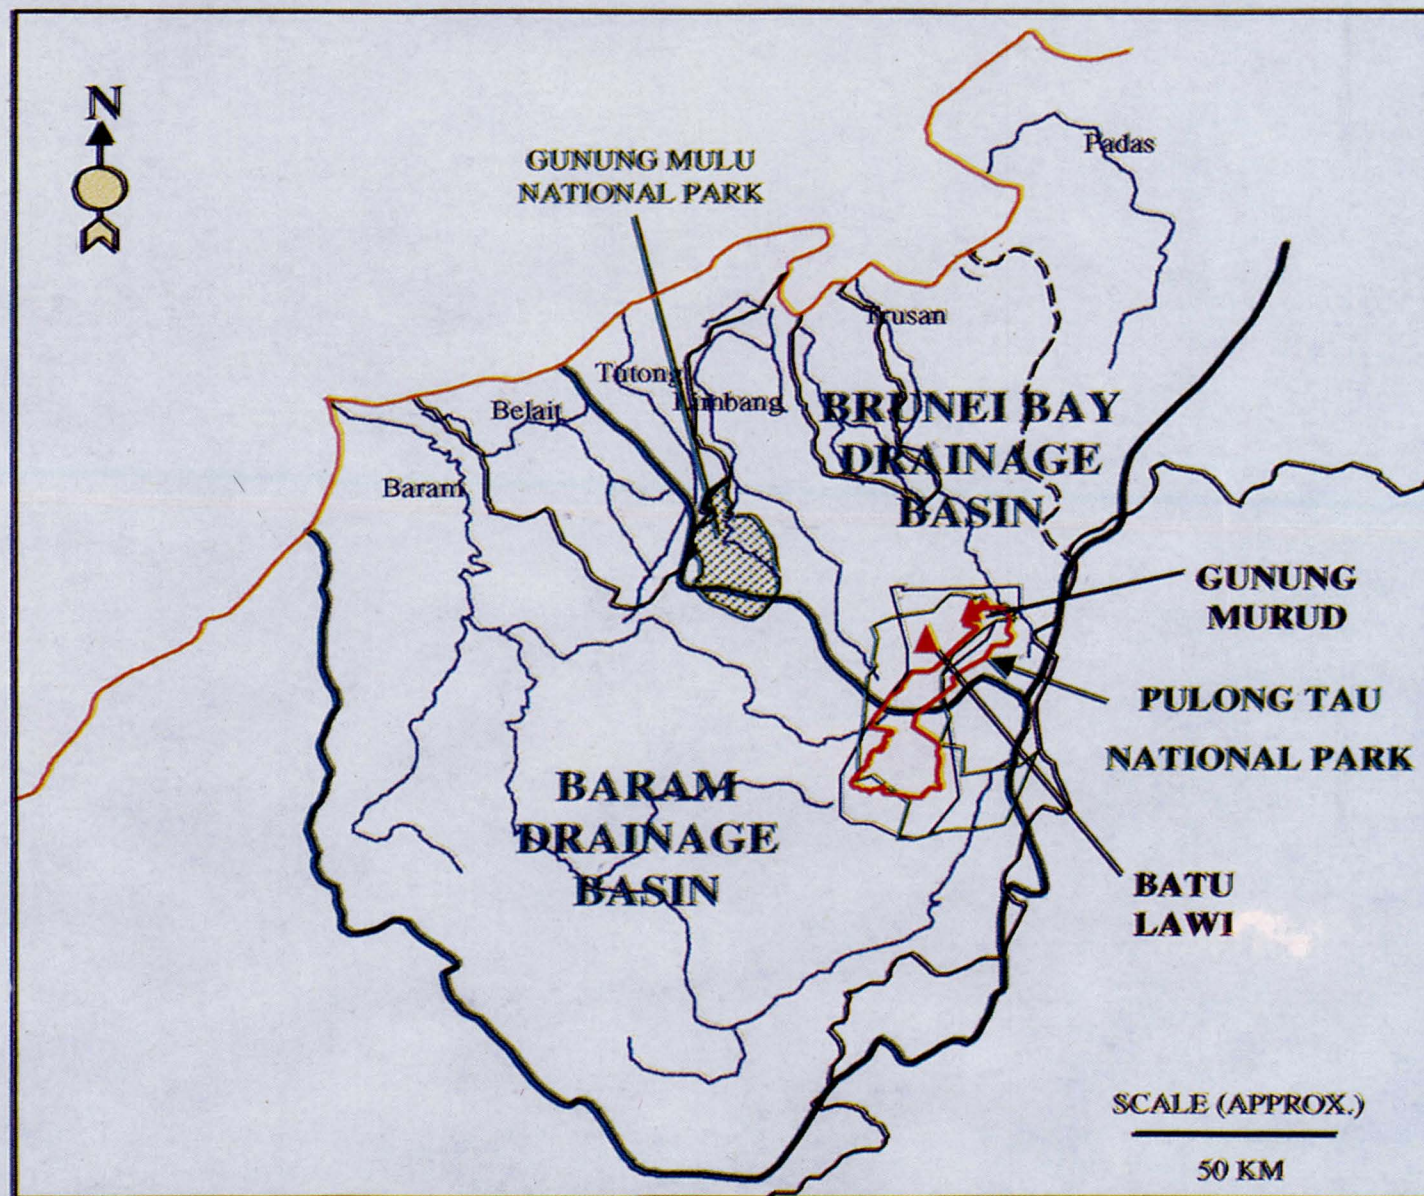 N
GUNUNG MULU
NATIONAL PARK
Padas
Trusan
Tutong
Limbang
Belait
Baram
BRUNEI BAY
DRAINAGE
BASIN
GUNUNG
MURUD
PULONG TAU
NATIONAL PARK
BARAM
DRAINAGE
BASIN
BATU
LAWI
SCALE (APPROX.)
50 KM